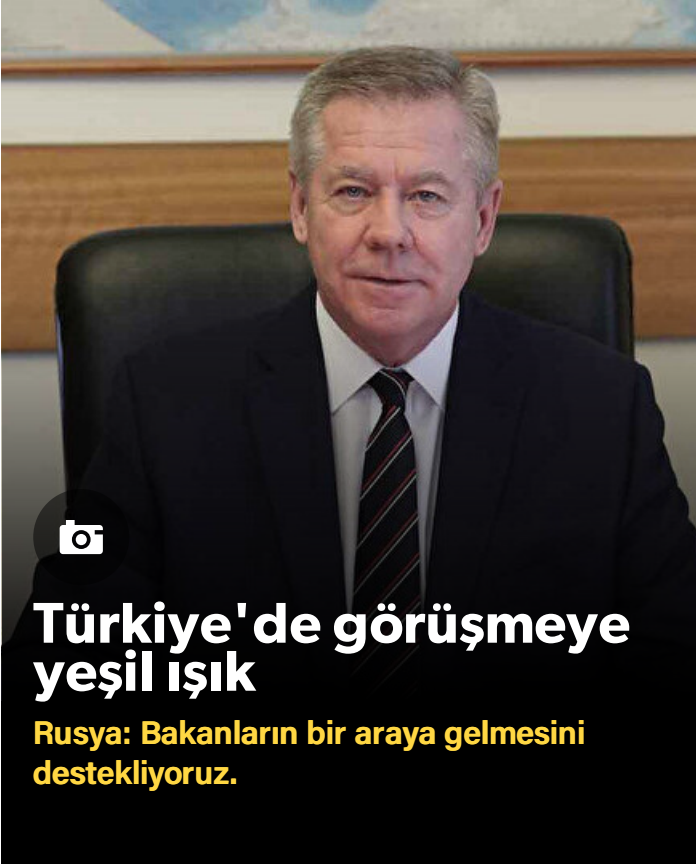 Türkiye'de görüşmeye
yeşil ışık
Rusya: Bakanların bir araya gelmesini
destekliyoruz.